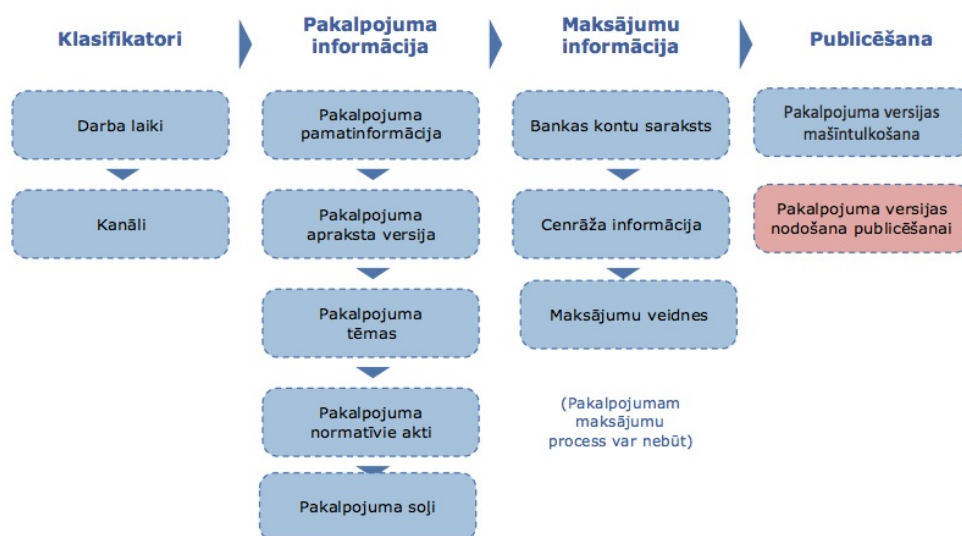 Klasifikatori
Pakalpojuma
informācija
Maksājumu
informācija
Publicēšana
Darba laiki
Kanāli
Pakalpojuma
pamatinformācija
Pakalpojuma
apraksta versija
Pakalpojuma
tēmas
Pakalpojuma
normatīvie akti
Pakalpojuma soļi
Bankas kontu saraksts
Cenrāža informācija
Maksājumu veidnes
(Pakalpojumam
maksājumu
process var nebūt)
Pakalpojuma versijas
mašīntulkošana
Pakalpojuma versijas
nodošana publicēšanai